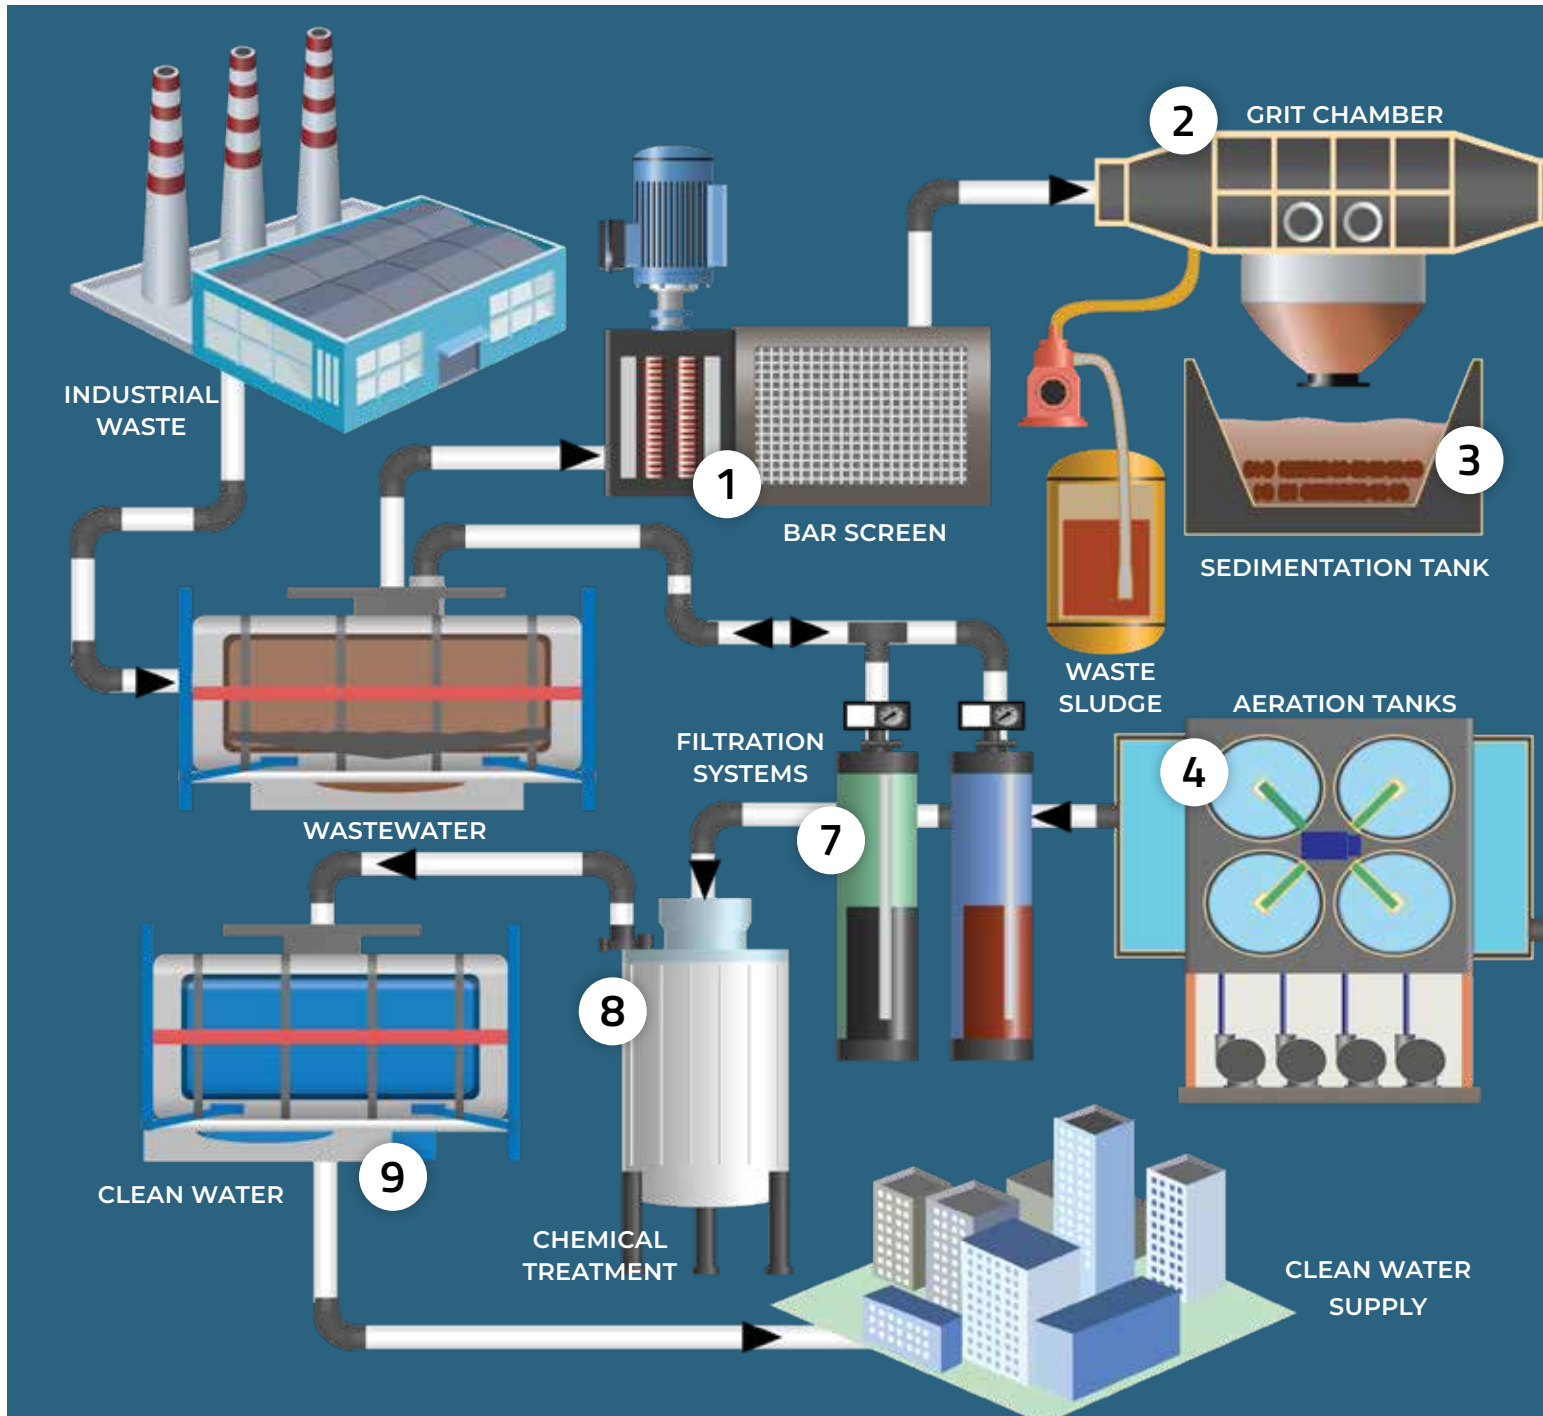 2
GRIT CHAMBER
INDUSTRIAL
WASTE
1
BAR SCREEN
3
SEDIMENTATION TANK
WASTE
SLUDGE
AERATION TANKS
4
FILTRATION
SYSTEMS
7
WASTEWATER
8
CLEAN WATER
9
CHEMICAL
TREATMENT
CLEAN WATER
SUPPLY